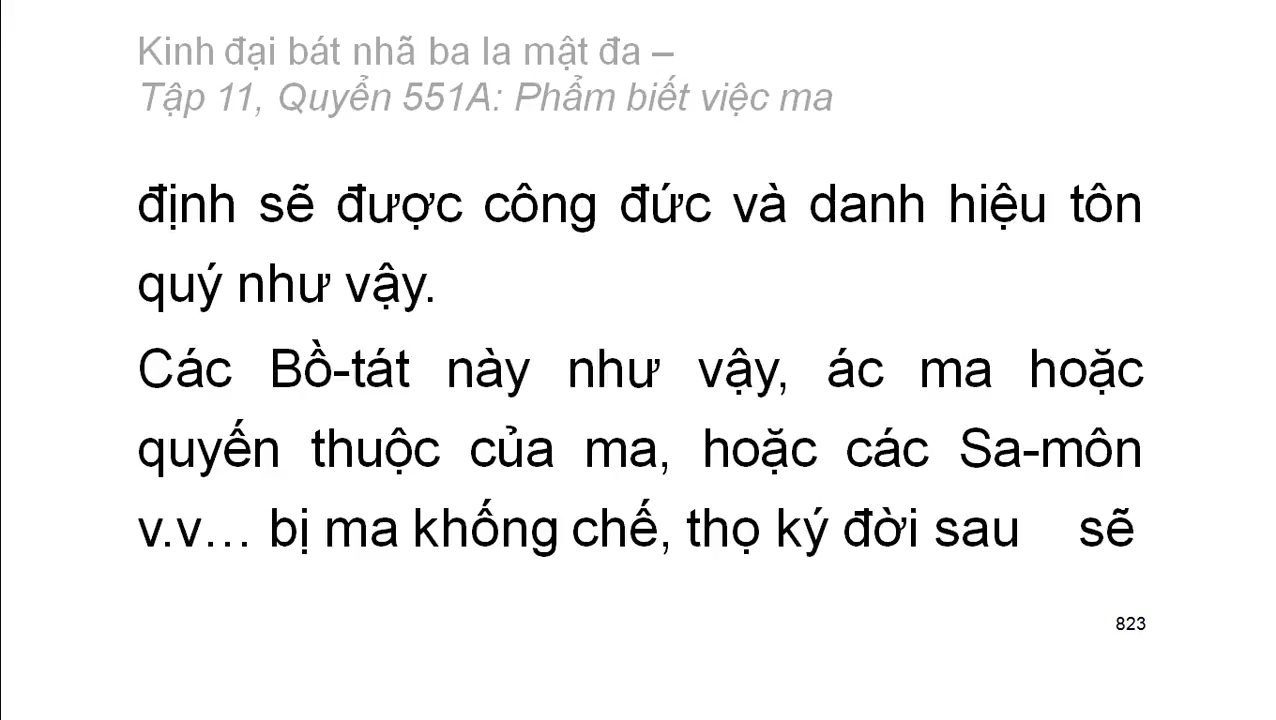 Kinh đại bát nhã ba la mật đa –
Tập 11, Quyển 551A: Phẩm biết việc ma
định sẽ được công đức và danh hiệu tôn
quý như vậy.
Các Bồ-tát này như vậy, ác ma hoặc
quyến thuộc của ma, hoặc các Sa-môn
v.v… bị ma khống chế, thọ ký đời sau sẽ
823